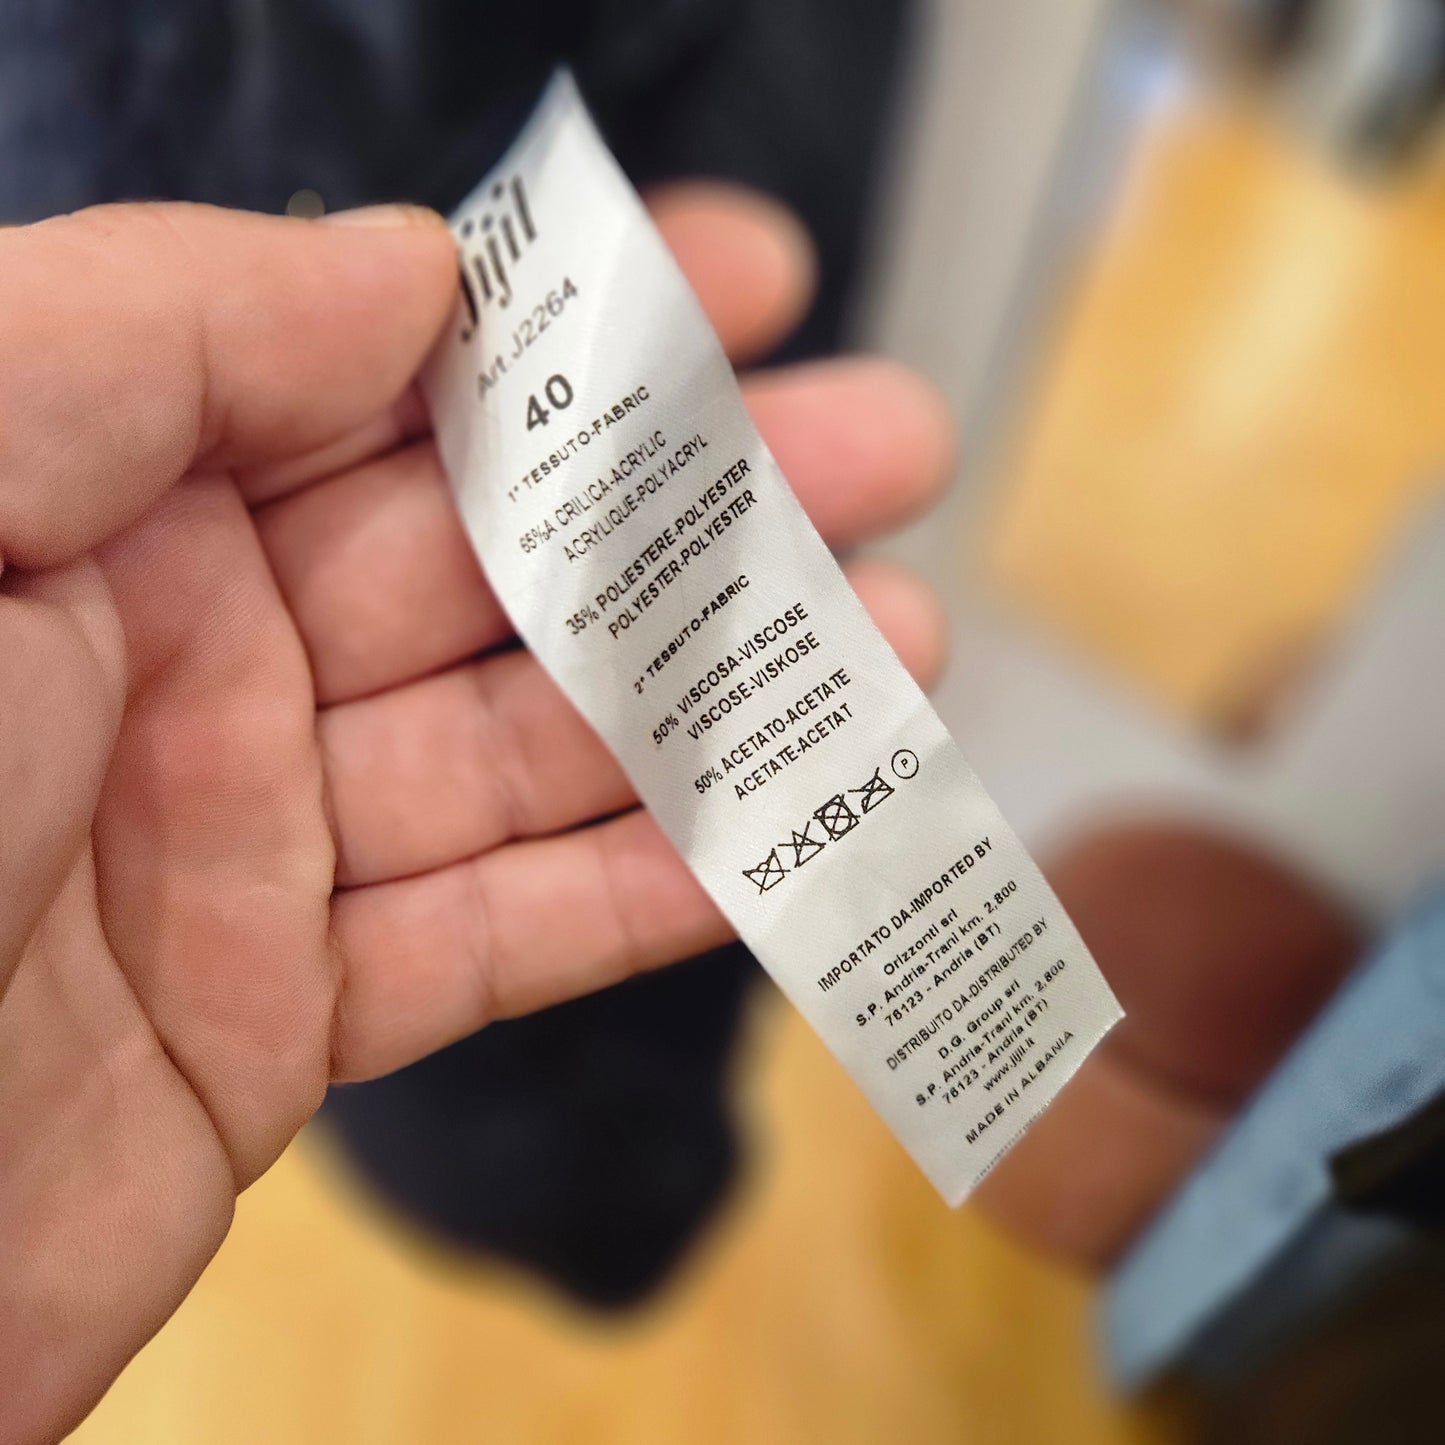 jijil
Art.J2264
40
1° TESSUTO-FABRIC
65%A CRILICA-ACRYLIC
ACRYLIQUE-POLYACRYL
35% POLIESTERE-POLYESTER
POLYESTER-POLYESTER
2° TESSUTO-FABRIC
50% VISCOSA-VISCOSE
VISCOSE-VISKOSE
50% ACETATO-ACETATE
ACETATE-ACETAT
P
IMPORTATO DA-IMPORTED BY
Orizzonti srl
S.P. Andria-Trani km. 2,800
76123 - Andria (BT)
DISTRIBUITO DA-DISTRIBUTED BY
D.G. Group srl
S.P. Andria-Trani km. 2,800
76123 - Andria (BT)
www.jijil.it
MADE IN ALBANIA